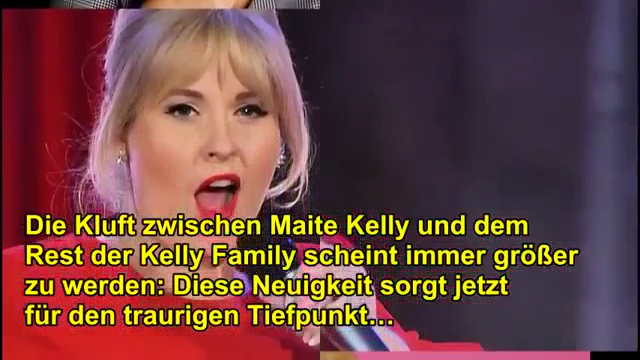 Die Kluft zwischen Maite Kelly und dem
Rest der Kelly Family scheint immer größer
zu werden: Diese Neuigkeit sorgt jetzt
für den traurigen Tiefpunkt...